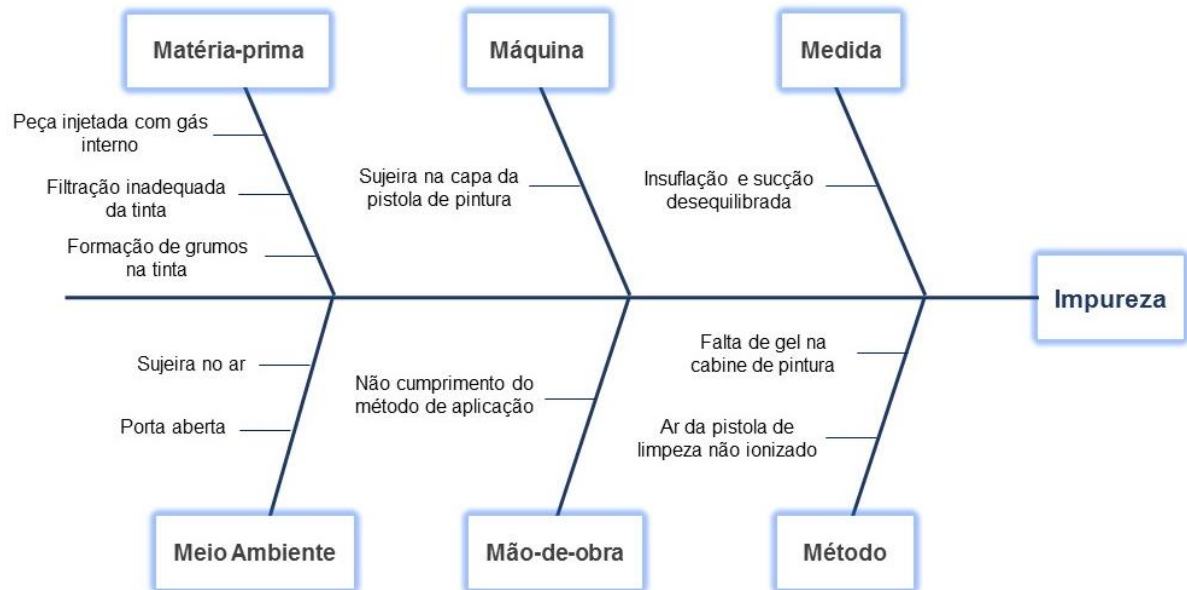 Matéria-prima
Máquina
Medida
Peça injetada com gás
interno
Filtração inadequada
da tinta
Formação de grumos
na tinta
Sujeira na capa da
pistola de pintura
Insuflação e sucção
desequilibrada
Impureza
Sujeira no ar
Porta aberta
Não cumprimento do
método de aplicação
Falta de gel na
cabine de pintura
Ar da pistola de
limpeza não ionizado
Meio Ambiente
Mão-de-obra
Método